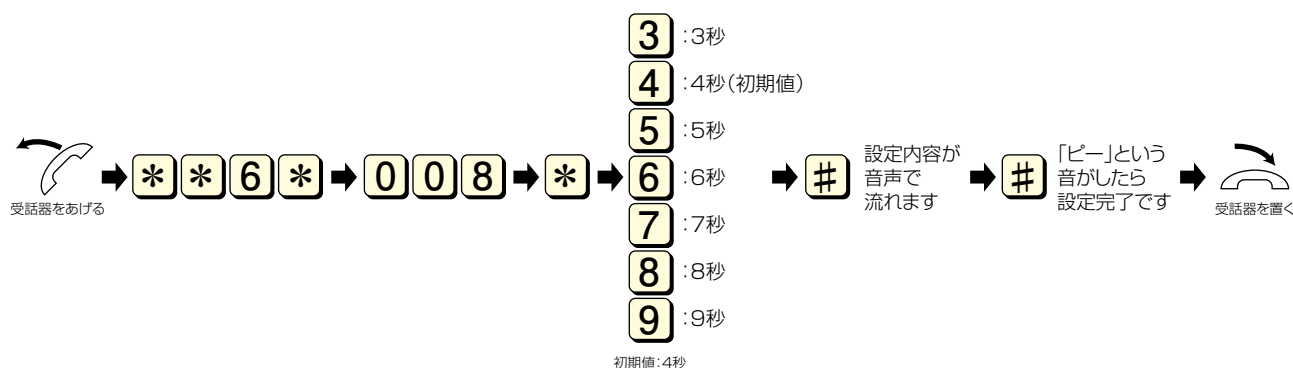 受話器をあげる
**6*
008
*
3:3秒
4:4秒(初期値)
5:5秒
6:6秒
7:7秒
8:8秒
9:9秒
初期値:4秒
#
設定内容が
音声で
流れます
#
「ピー」という
音がしたら
設定完了です
受話器を置く